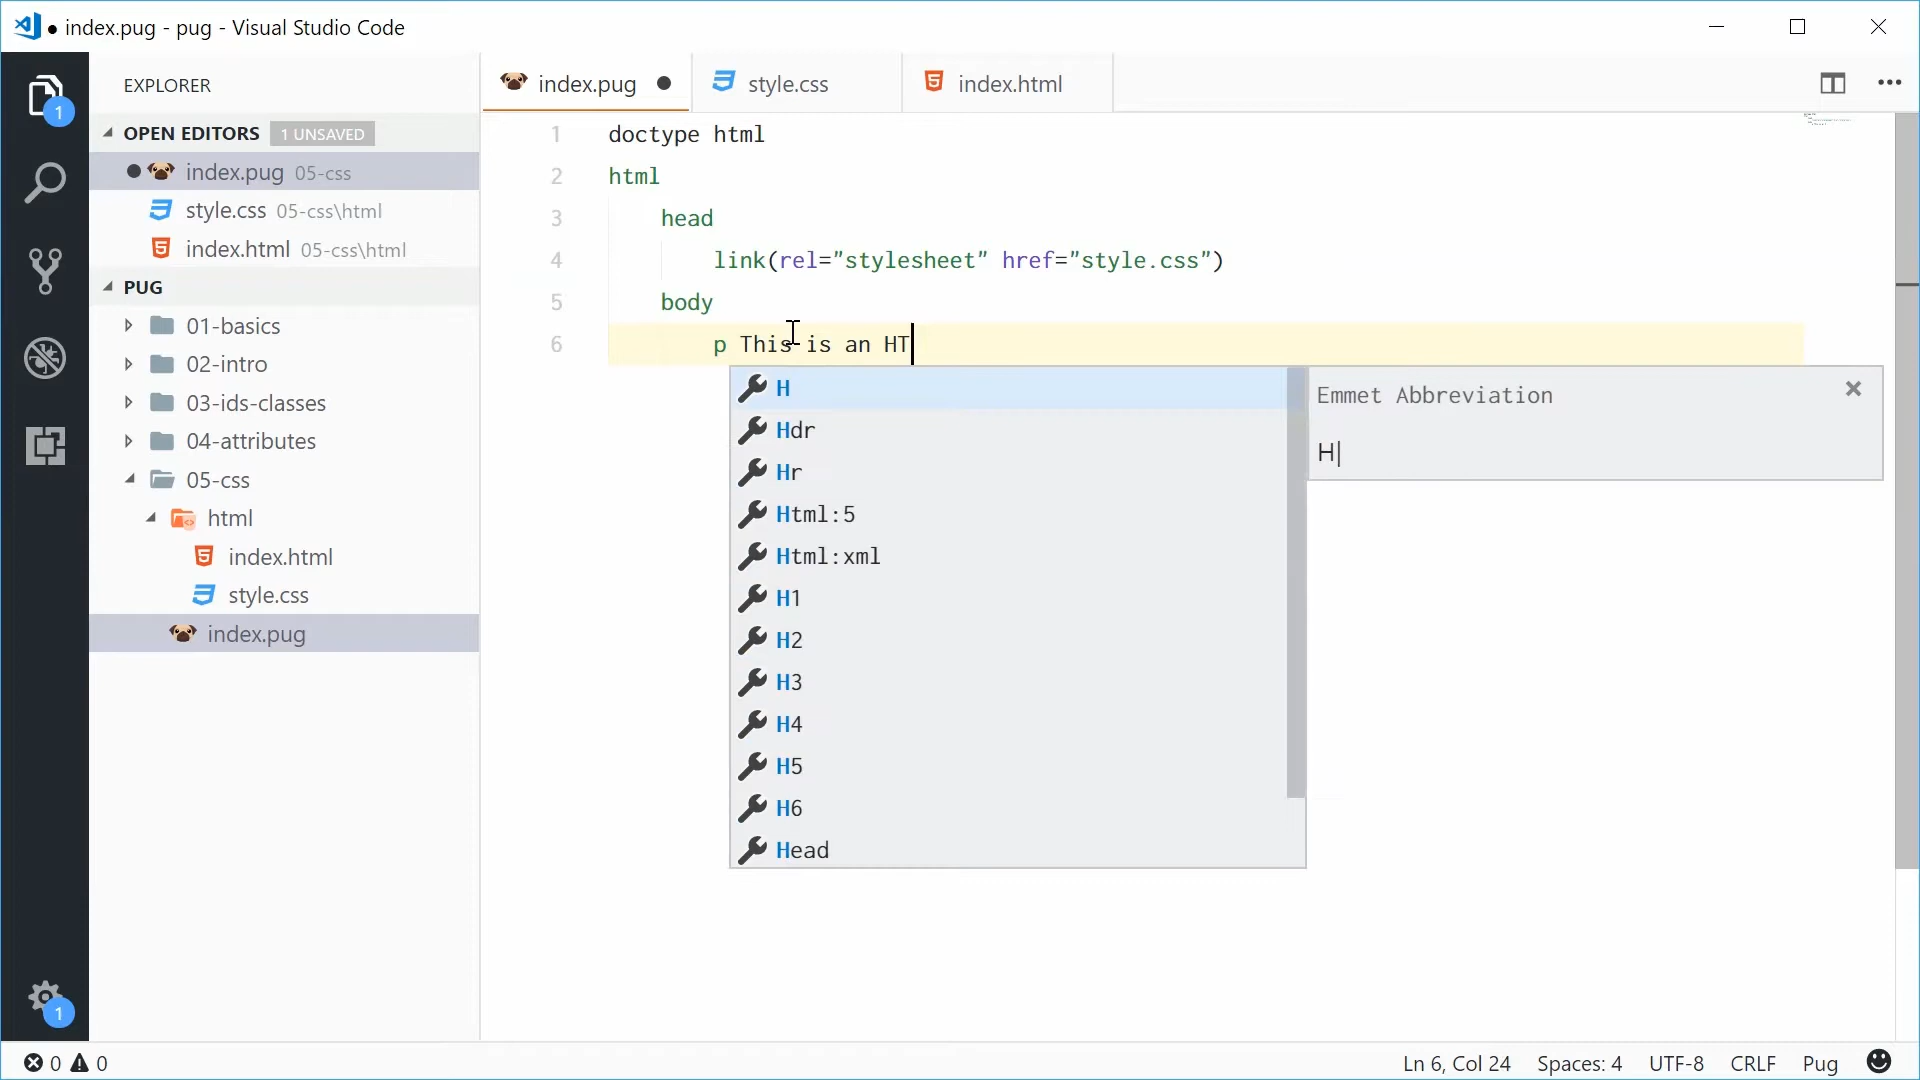 ● index.pug - pug - Visual Studio Code
EXPLORER
OPEN EDITORS 1 UNSAVED
index.pug 05-css
style.css 05-css\html
index.html 05-css\html
PUG
01-basics
02-intro
03-ids-classes
04-attributes
05-css
html
index.html
style.css
index.pug
1
1
index.pug ●
style.css
index.html
1 doctype html
2 html
3 head
4 link(rel="stylesheet" href="style.css")
5 body
6 p This is an HT
H
Hdr
Hr
Html:5
Html:xml
H1
H2
H3
H4
H5
H6
Head
Emmet Abbreviation
H|
0 0
Ln 6, Col 24 Spaces: 4 UTF-8 CRLF Pug